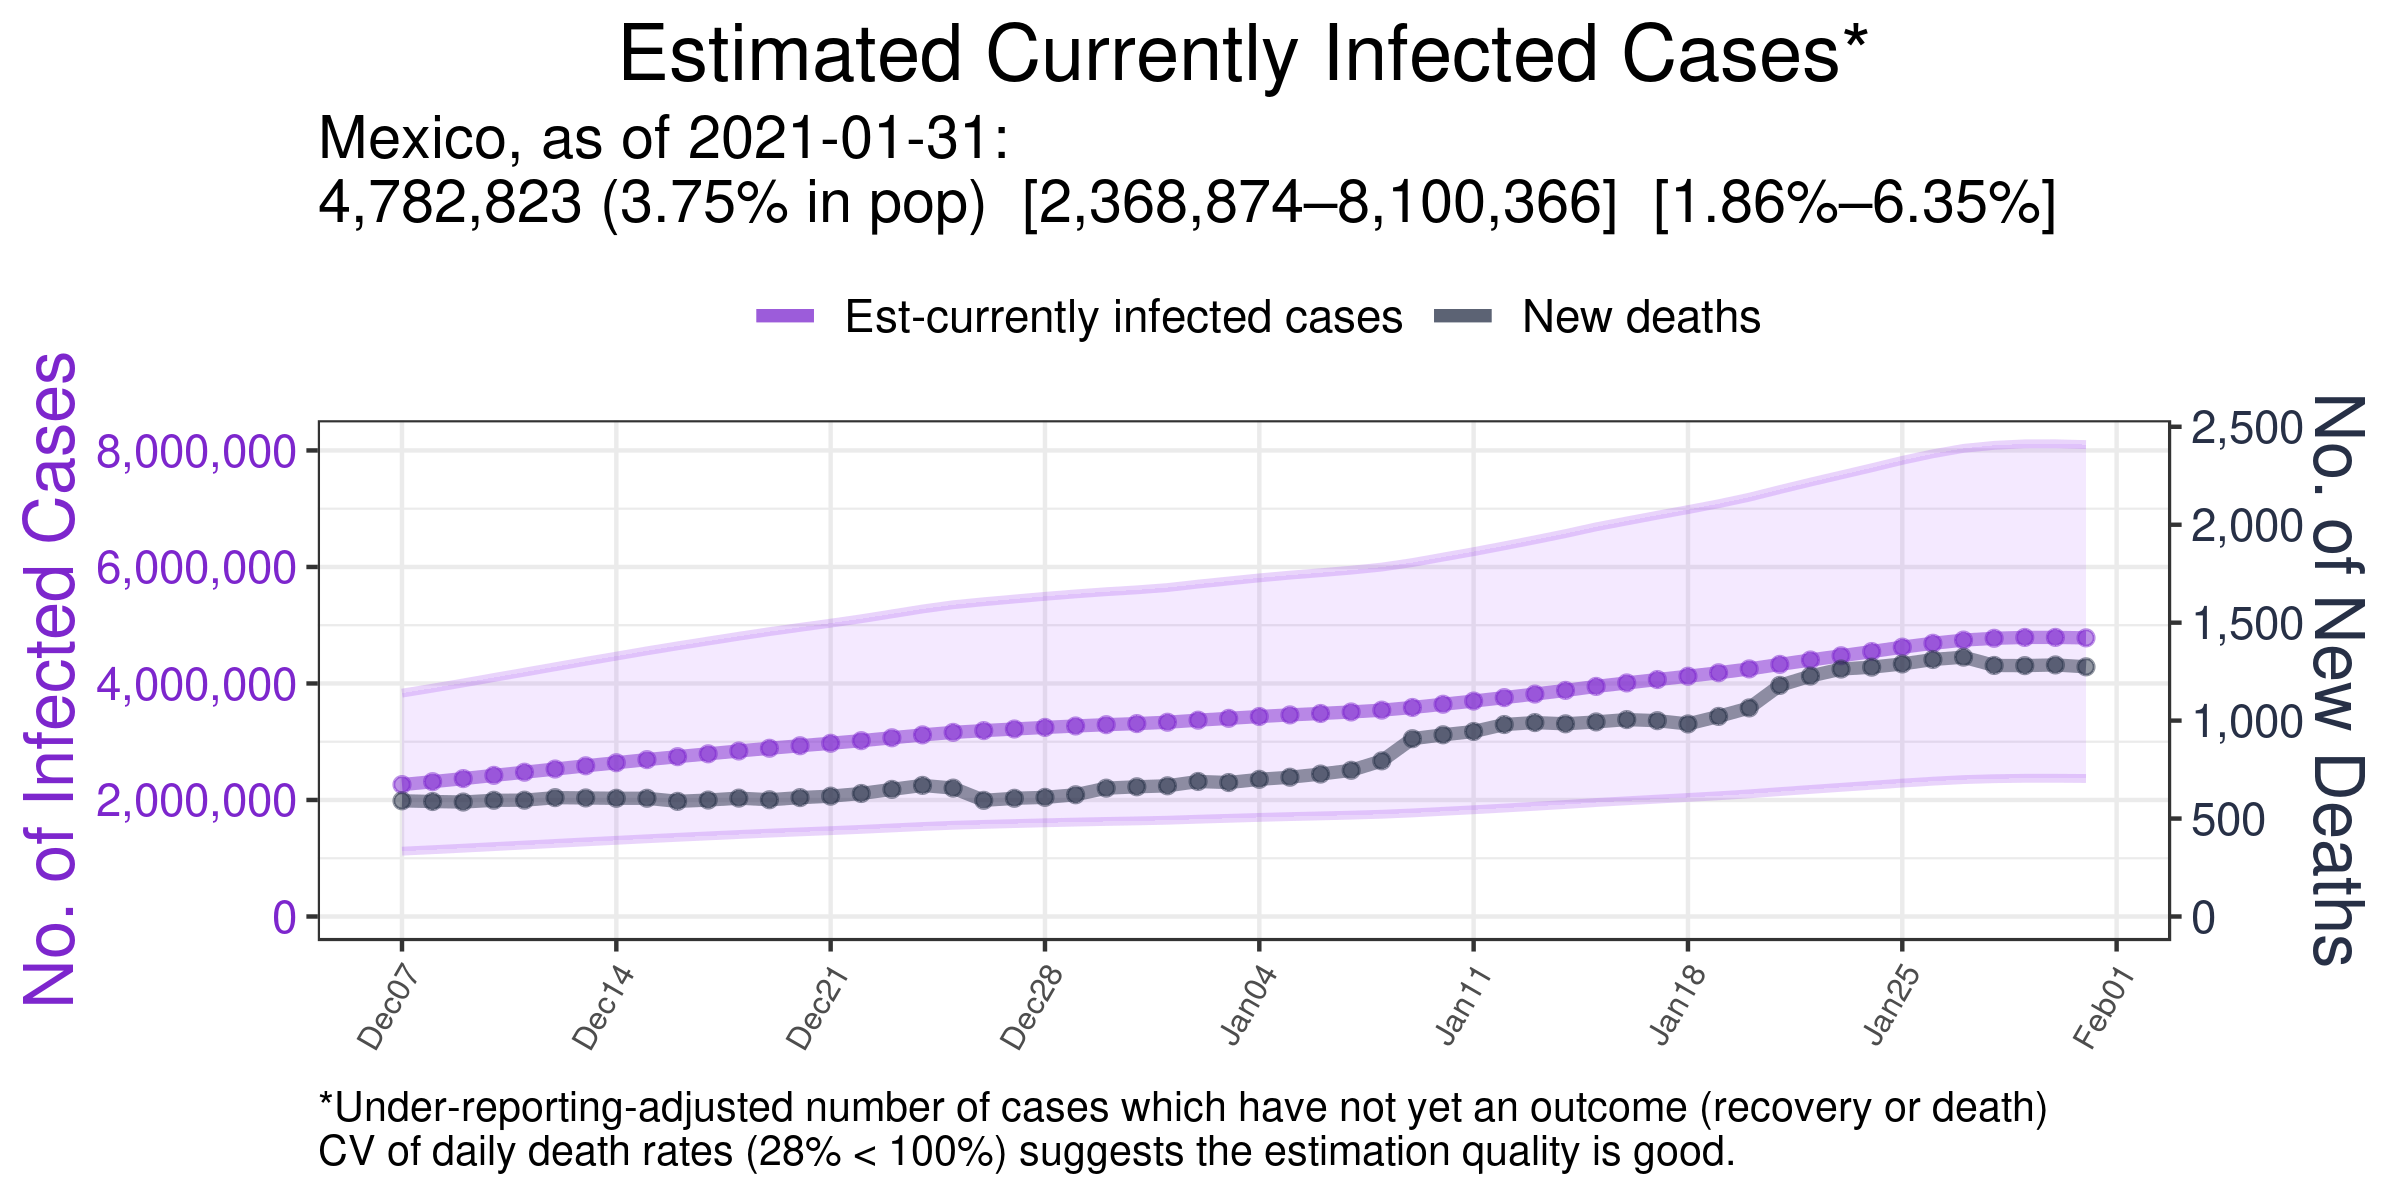 Estimated Currently Infected Cases*
Mexico, as of 2021-01-31:
4,782,823 (3.75% in pop)  [2,368,874–8,100,366]  [1.86%–6.35%]
Est-currently infected cases
New deaths
No. of Infected Cases
8,000,000
6,000,000
4,000,000
2,000,000
0
2,500
2,000
1,500
1,000
500
0
No. of New Deaths
Dec07
Dec14
Dec21
Dec28
Jan04
Jan11
Jan18
Jan25
Feb01
*Under-reporting-adjusted number of cases which have not yet an outcome (recovery or death)
CV of daily death rates (28% < 100%) suggests the estimation quality is good.